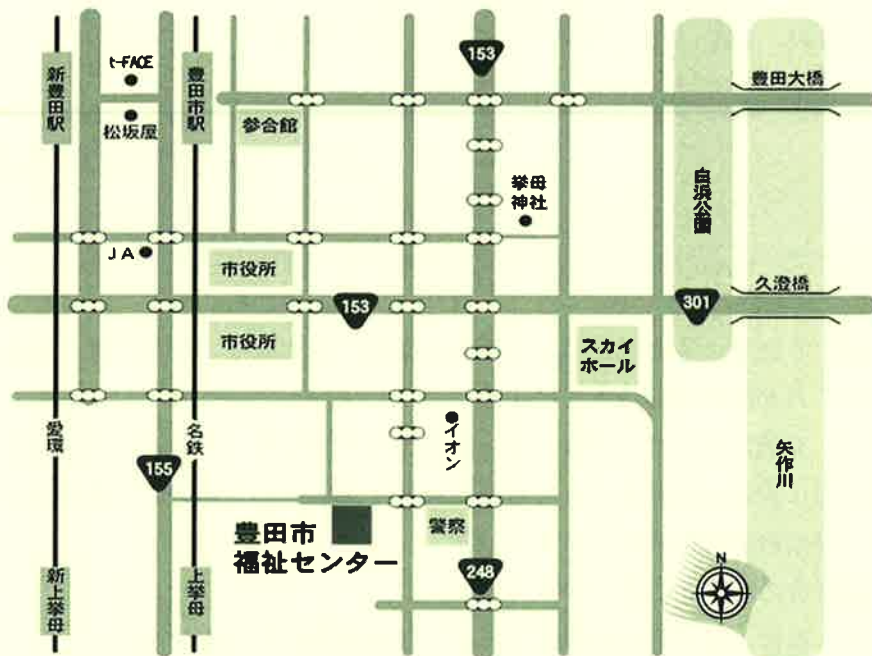 153
t-FACE
新豊田駅
豊田市駅
松坂屋
参合館
豊田大橋
挙母
神社
白浜公園
JA
市役所
久澄橋
153
301
市役所
スカイ
ホール
愛環
名鉄
イオン
155
矢作川
豊田市
福祉センター
警察
248
N
新上挙母
上挙母